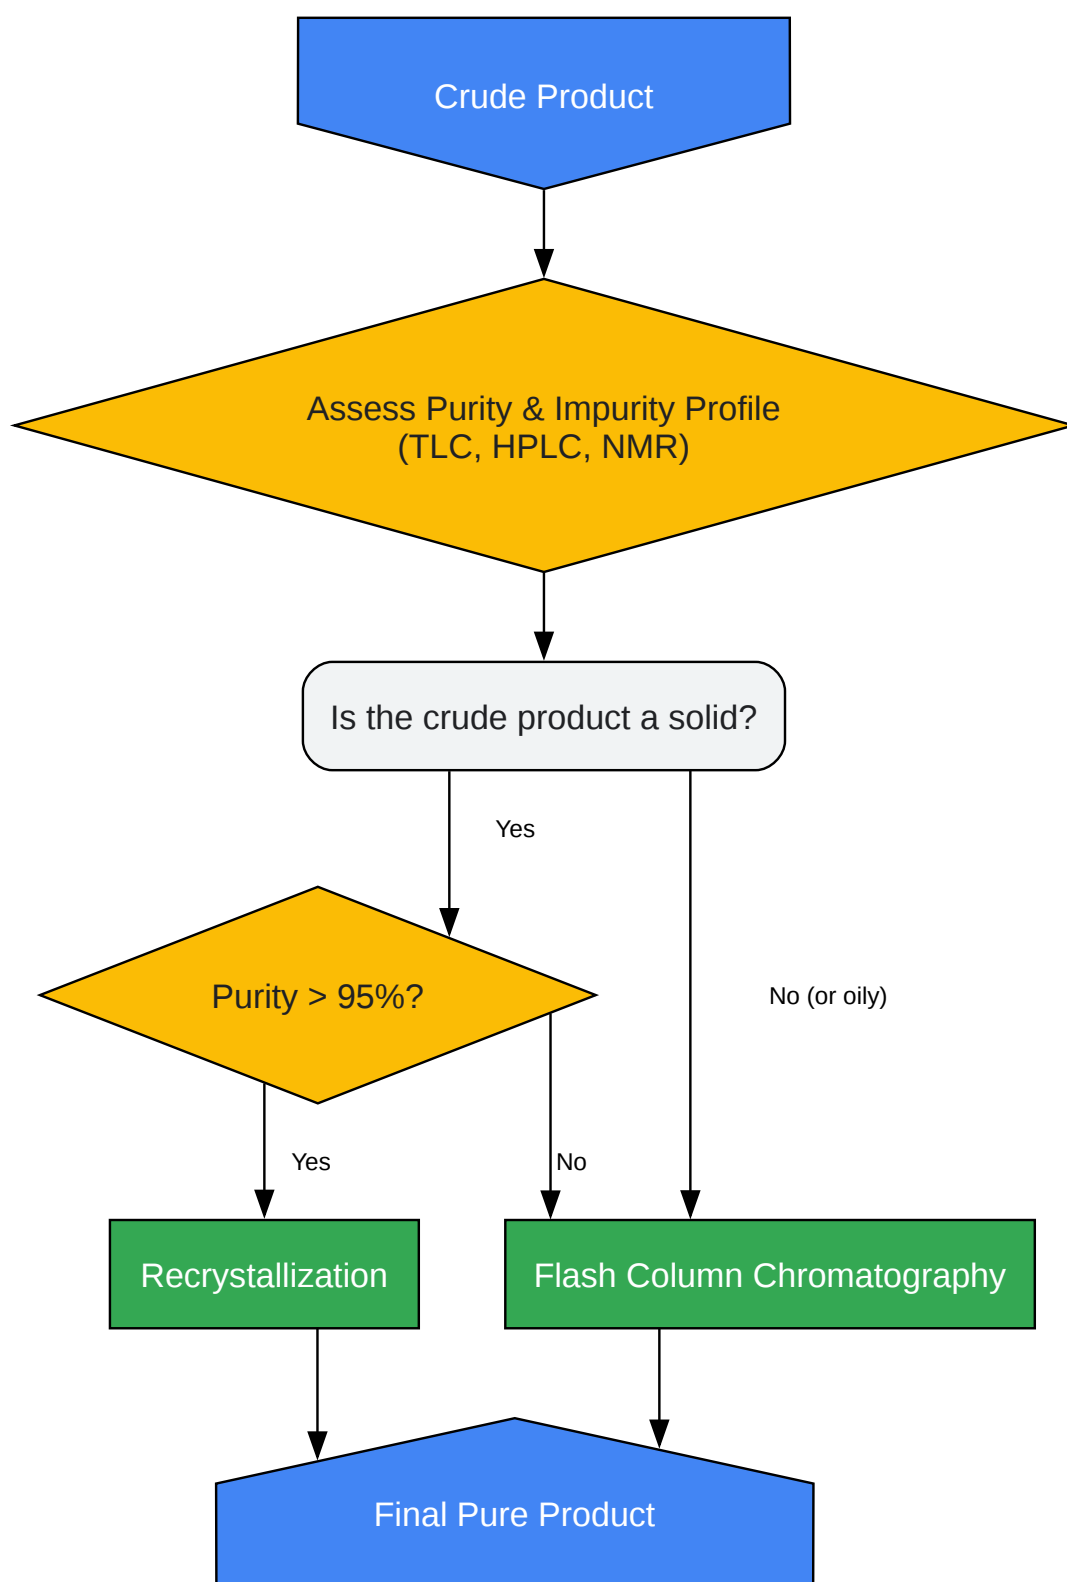 Crude Product
Assess Purity & Impurity Profile
(TLC, HPLC, NMR)
Is the crude product a solid?
Yes
Purity > 95%?
No (or oily)
Yes
No
Recrystallization
Flash Column Chromatography
Final Pure Product